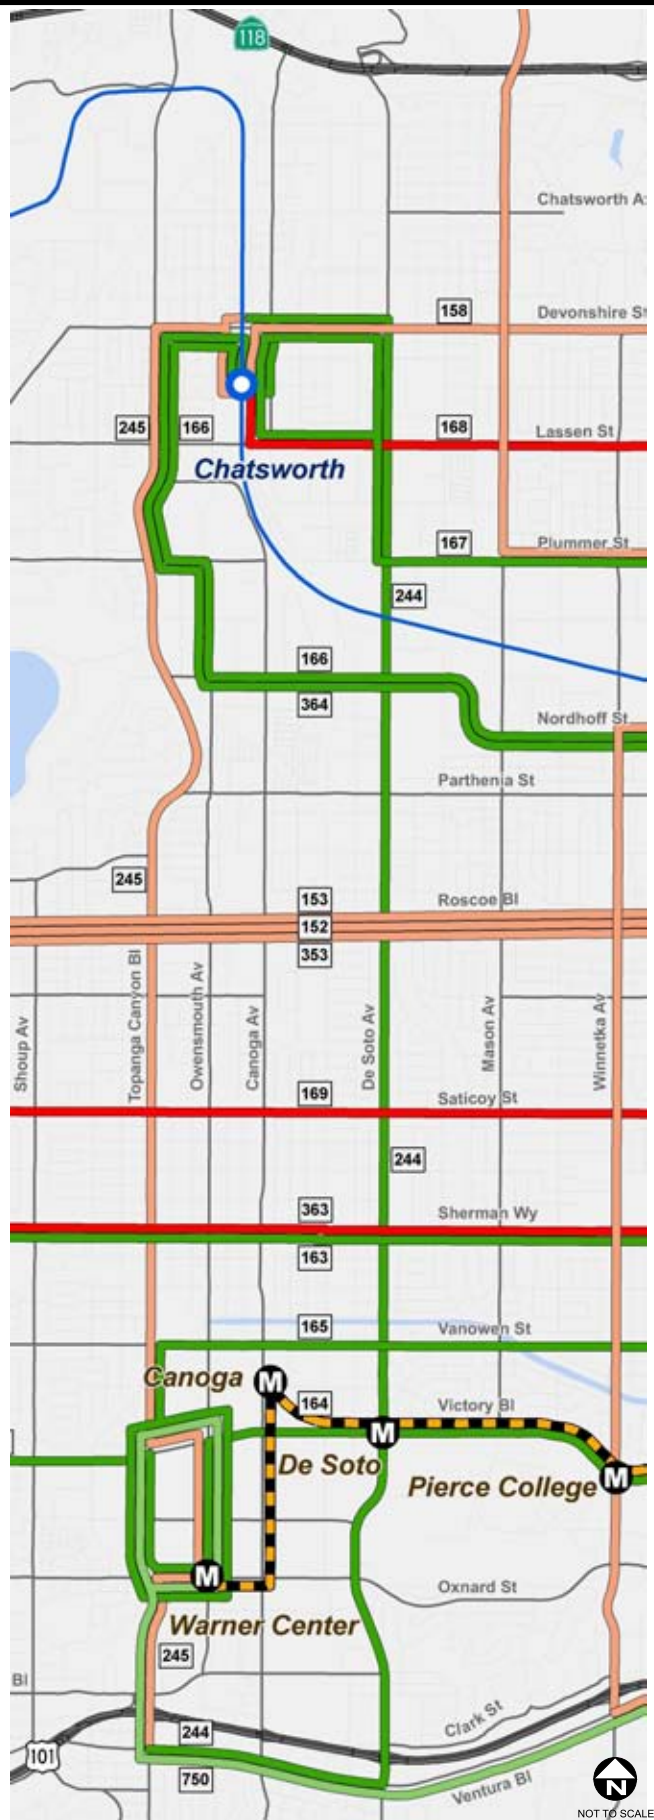 118
Chatsworth A
158
Devonshire St
245
166
168
Lassen St
Chatsworth
167
Plummer St
244
166
364
Nordhoff St
Parthenia St
245
153
Roscoe Bl
152
353
Shoup Av
Topanga Canyon Bl
Owensmouth Av
Canoga Av
De Soto Av
Mason Av
Winnetka Av
169
Saticoy St
244
363
Sherman Wy
163
165
Vanowen St
Canoga
M
164
Victory Bl
M
De Soto
Pierce College
M
M
Oxnard St
Warner Center
245
Bl
Clark St
244
101
750
Ventura Bl
N
NOT TO SCALE